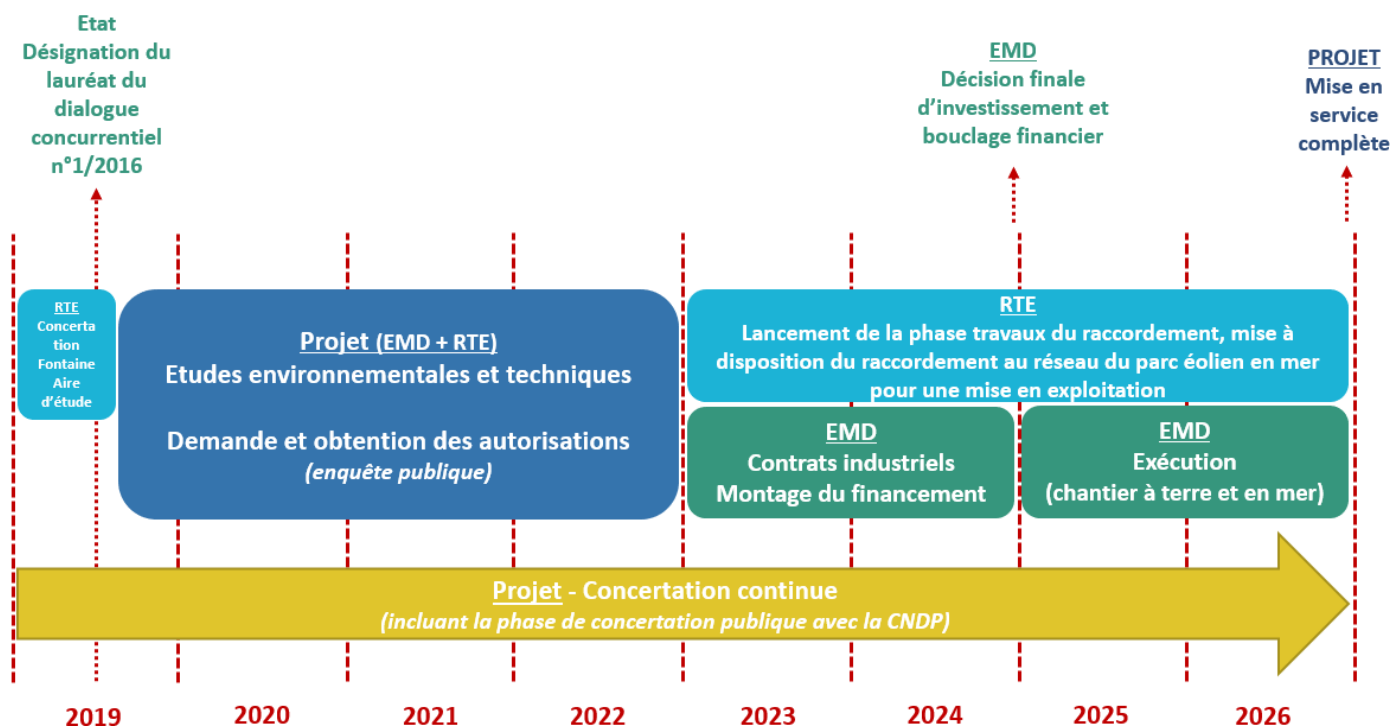 Etat
Désignation du
lauréat du
dialogue
concurrentiel
n°1/2016
EMD
Décision finale
d'investissement et
bouclage financier
PROJET
Mise en
service
complète
RTE
Concerta
tion
Fontaine
Aire
d'étude
Projet (EMD + RTE)
Etudes environnementales et techniques
Demande et obtention des autorisations
(enquête publique)
RTE
Lancement de la phase travaux du raccordement, mise à
disposition du raccordement au réseau du parc éolien en mer
pour une mise en exploitation
EMD
Contrats industriels
Montage du financement
EMD
Exécution
(chantier à terre et en mer)
Projet - Concertation continue
(incluant la phase de concertation publique avec la CNDP)
2019
2020
2021
2022
2023
2024
2025
2026